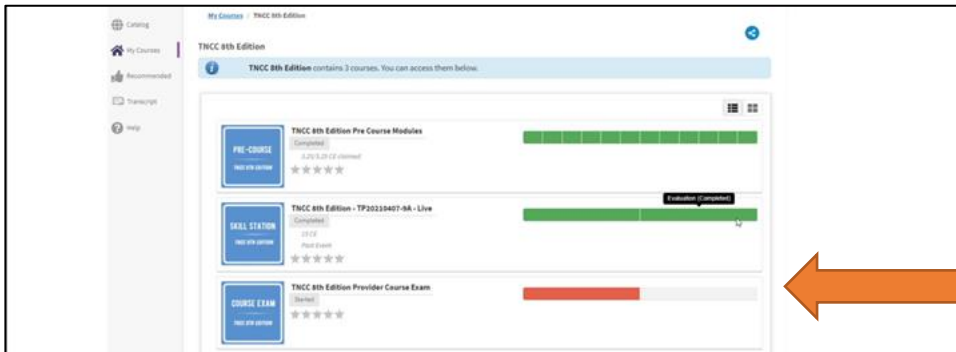 My Courses / TNCC 8th Edition
Catalog
My Courses
Recommended
Transcript
Help
TNCC 8th Edition
TNCC 8th Edition contains 3 courses. You can access them below.
PRE-COURSE
TNCC 8TH EDITION
TNCC 8th Edition Pre Course Modules
Completed
SKILL STATION
TNCC 8TH EDITION
TNCC 8th Edition - TP20210407-9A - Live
Completed
Past Event
Evaluation (Completed)
COURSE EXAM
TNCC 8TH EDITION
TNCC 8th Edition Provider Course Exam
Started